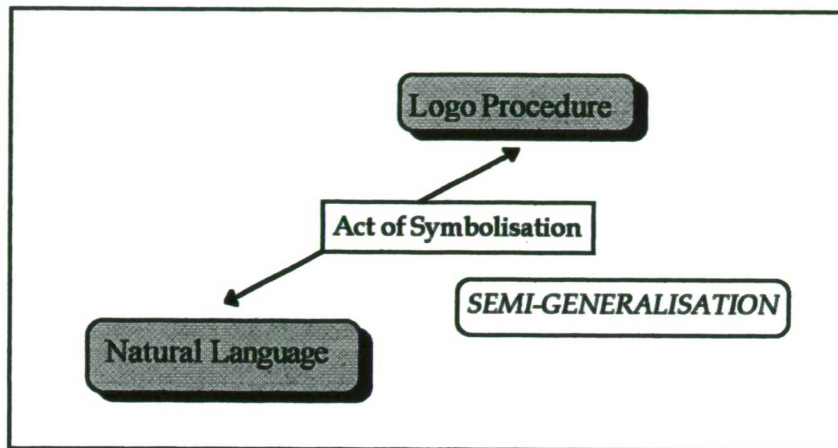 Logo Procedure
Act of Symbolisation
SEMI-GENERALISATION
Natural Language